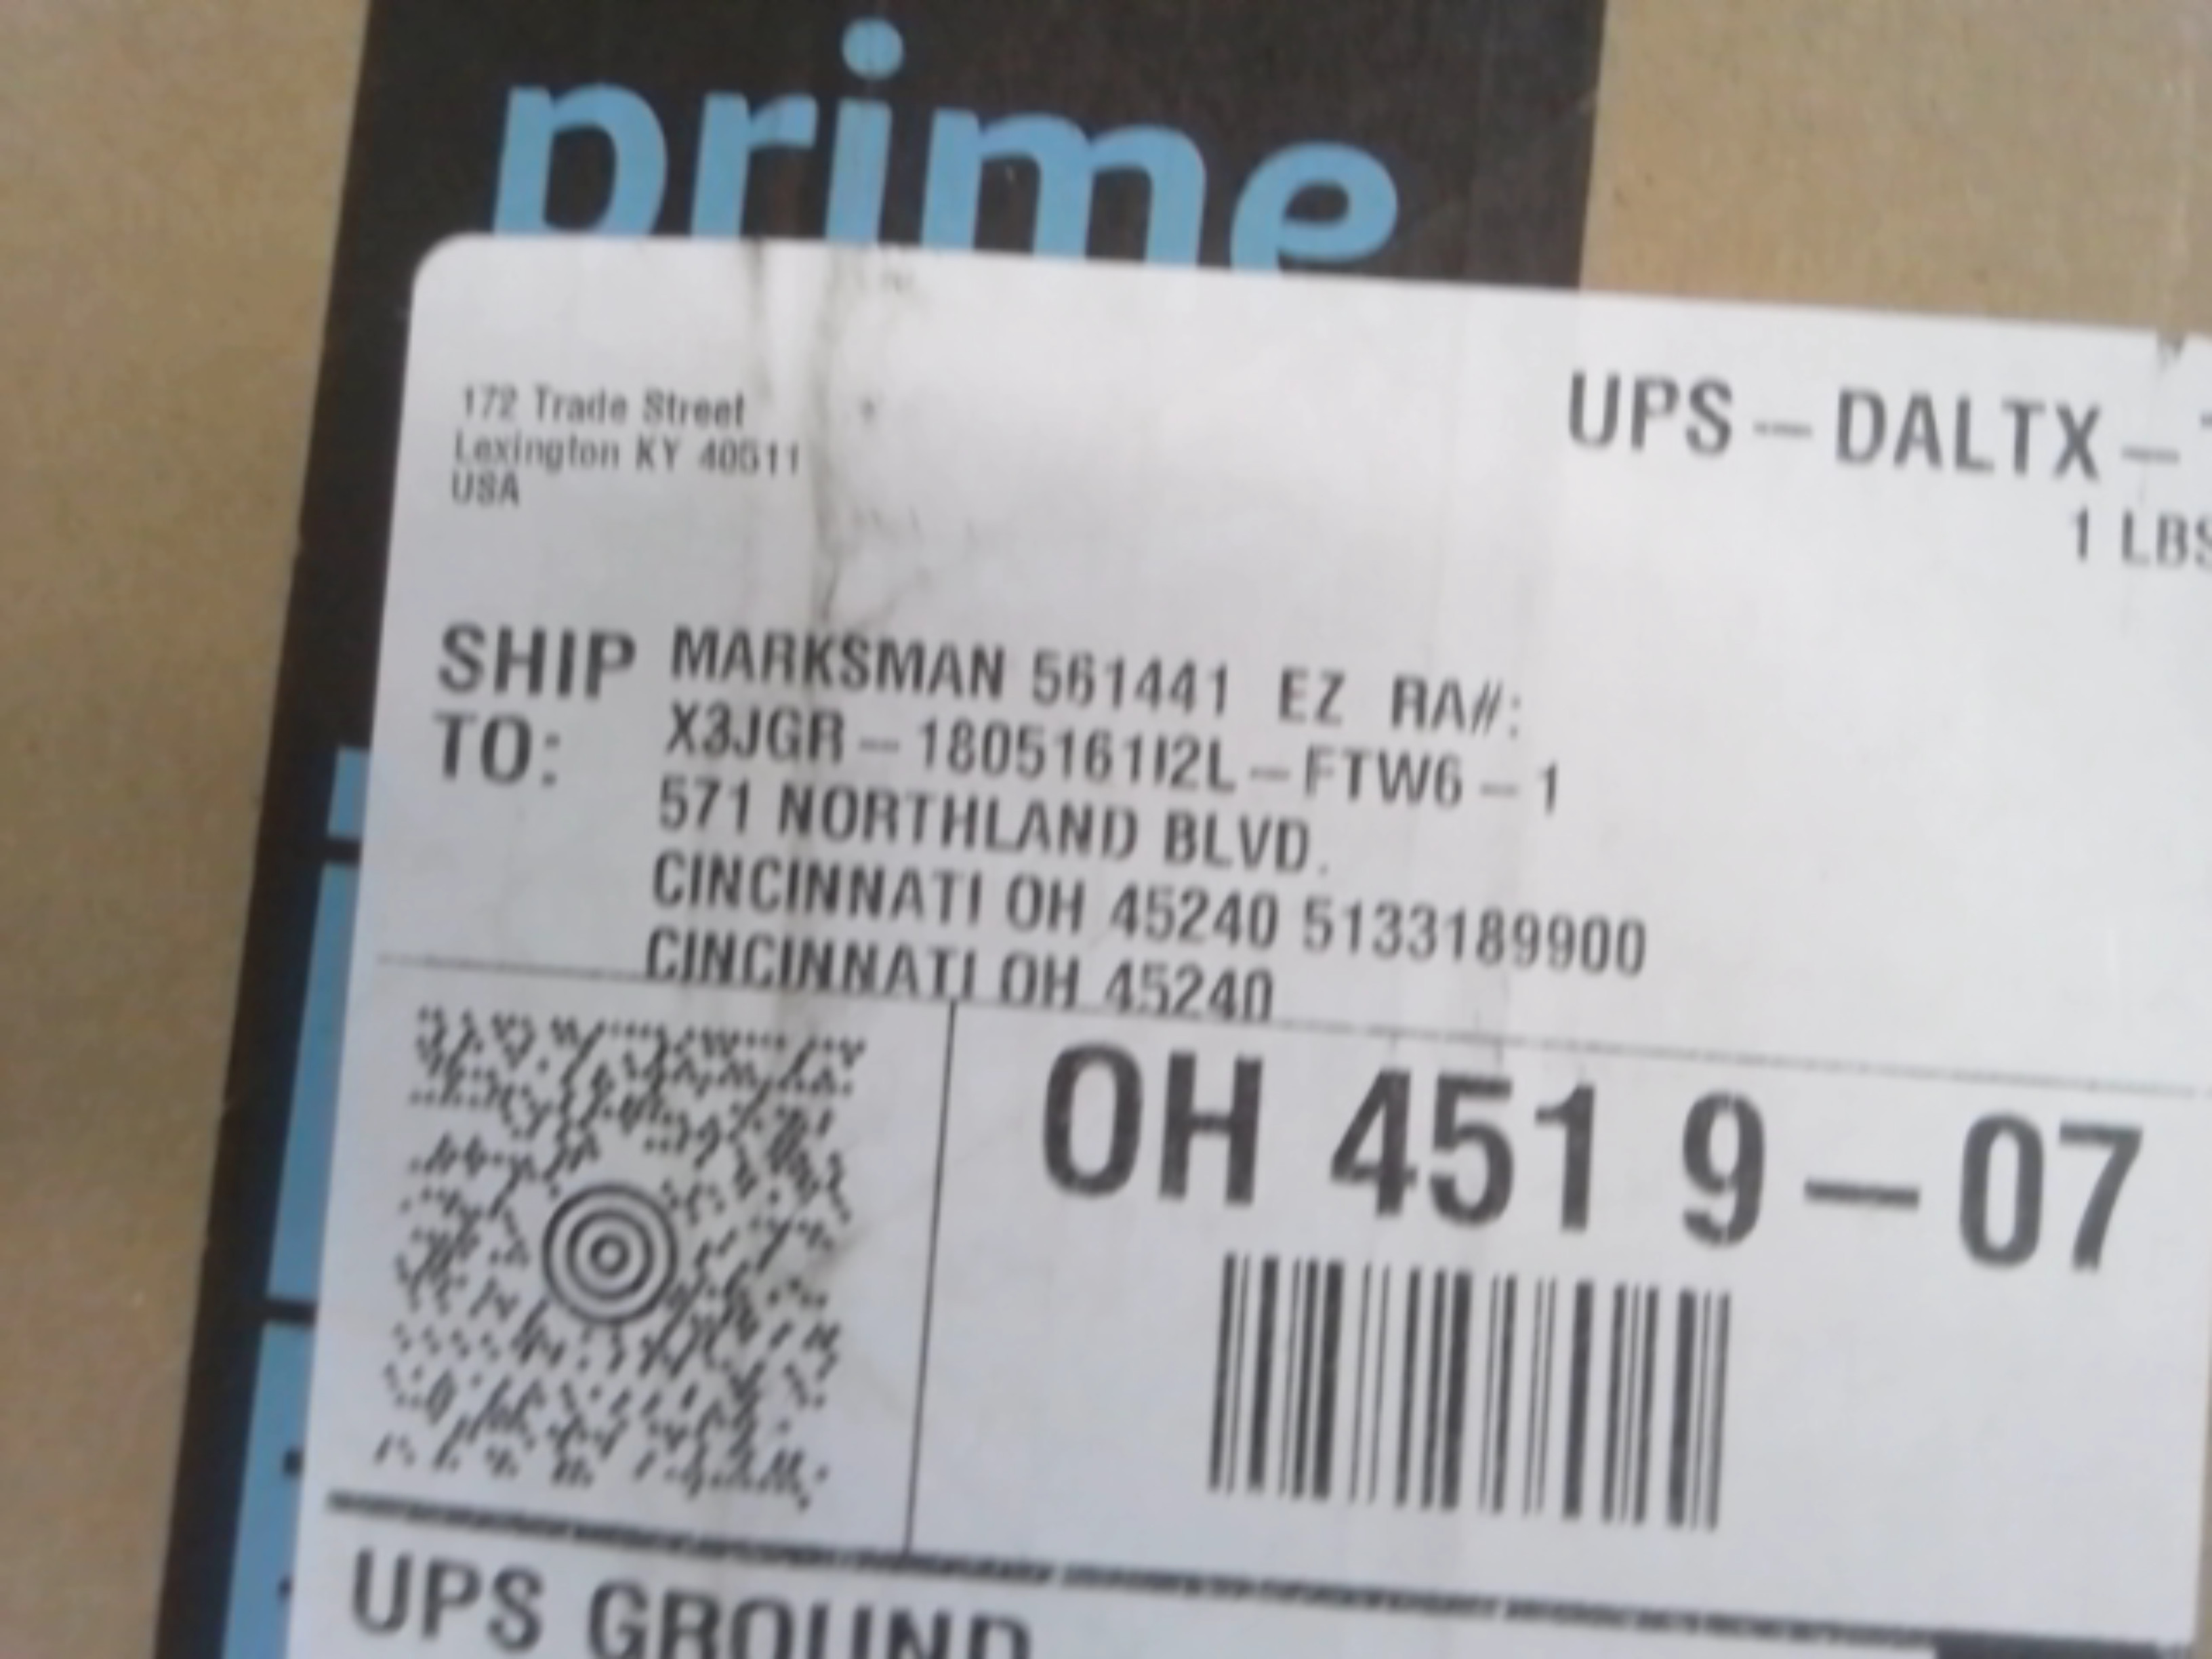 prime
172 Trade Street
Lexington KY 40511
USA
UPS - DALTX -
1 LBS
SHIP TO:
MARKSMAN 561441 EZ RA#:
X3JGR - 180516112L - FTW6 - 1
571 NORTHLAND BLVD.
CINCINNATI OH 45240 5133189900
CINCINNATI OH 45240
OH 451 9-07
UPS GROUND